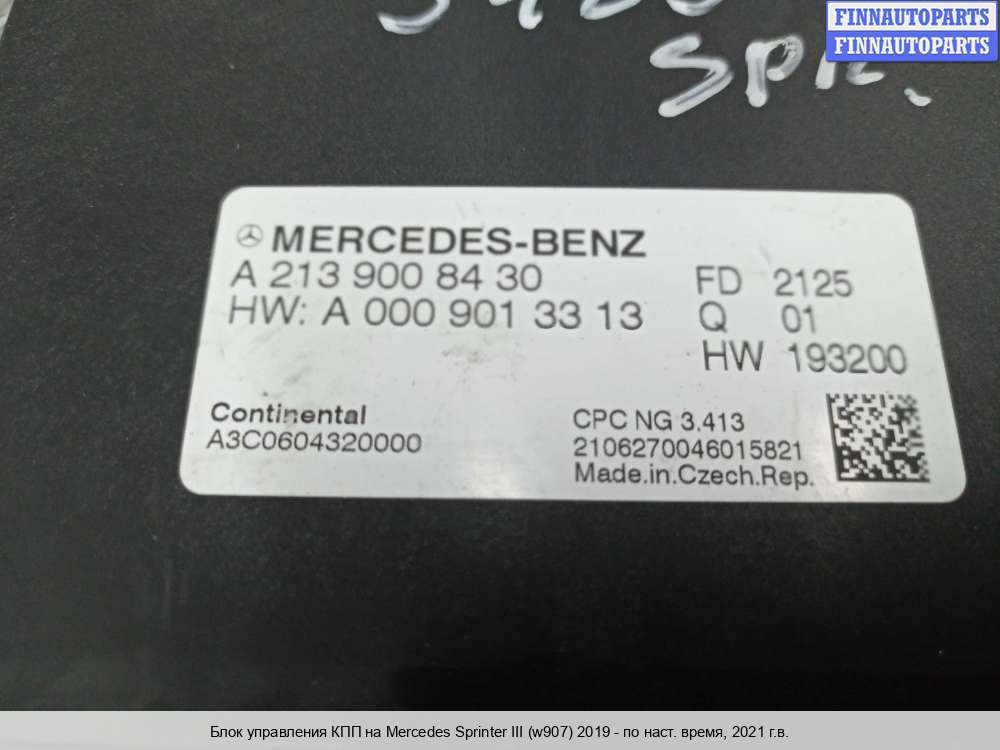 FINNAUTOPARTS
FINNAUTOPARTS
SPR.
MERCEDES-BENZ
A 213 900 84 30
HW: A 000 901 33 13
FD 2125
Q 01
HW 193200
Continental
A3C0604320000
CPC NG 3.413
2106270046015821
Made.in.Czech.Rep.
Блок управления КПП на Mercedes Sprinter III (w907) 2019 - по наст. время, 2021 г.в.